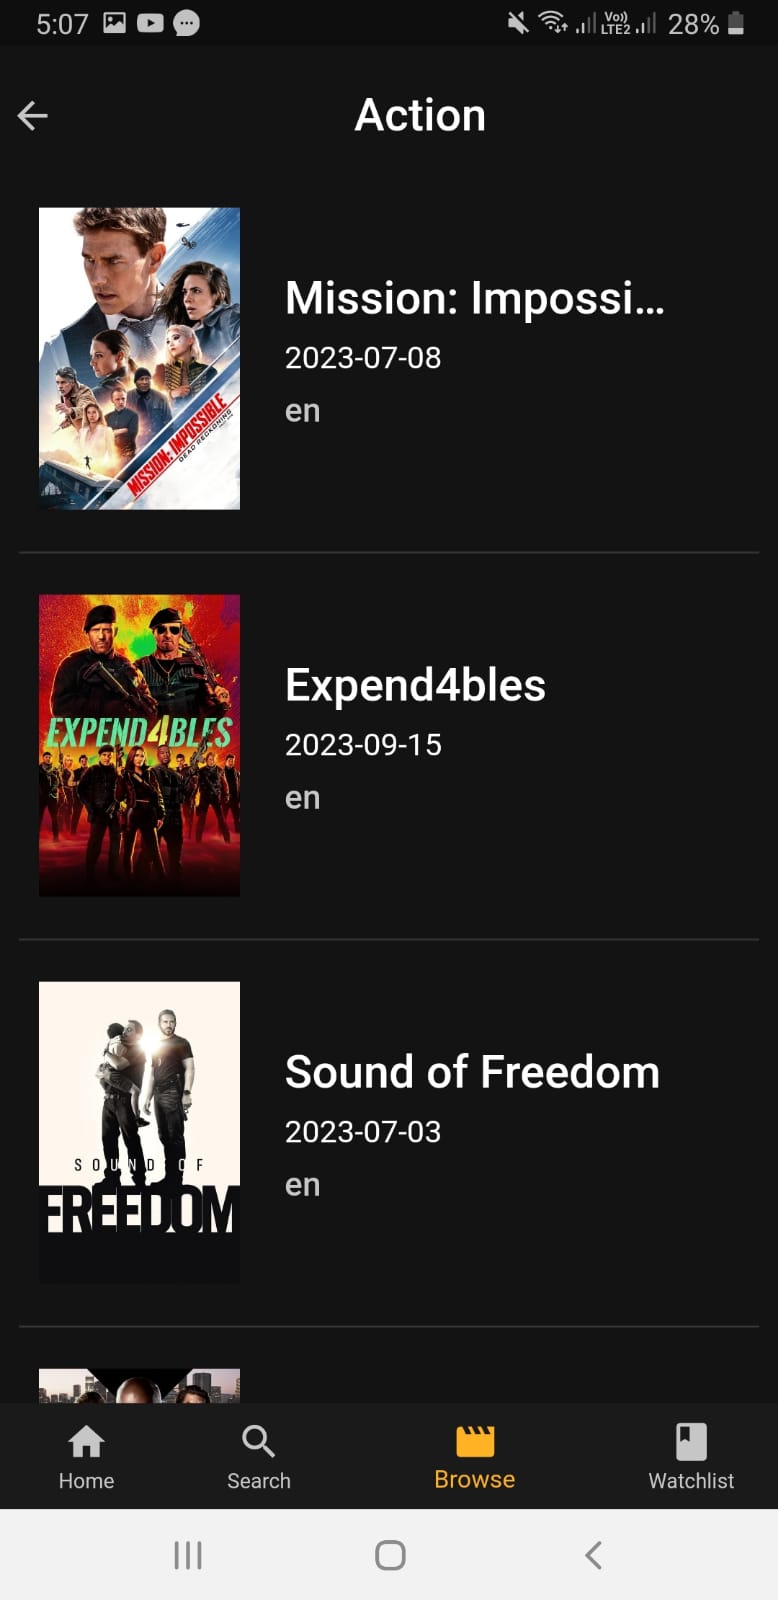 5:07
Vo))
LTE2
28%
Action
MISSION: IMPOSSIBLE
DEAD RECKONING
Mission: Impossi...
2023-07-08
en
EXPEND4BLES
Expend4bles
2023-09-15
en
SOUND OF
FREEDOM
Sound of Freedom
2023-07-03
en
Home
Search
Browse
Watchlist